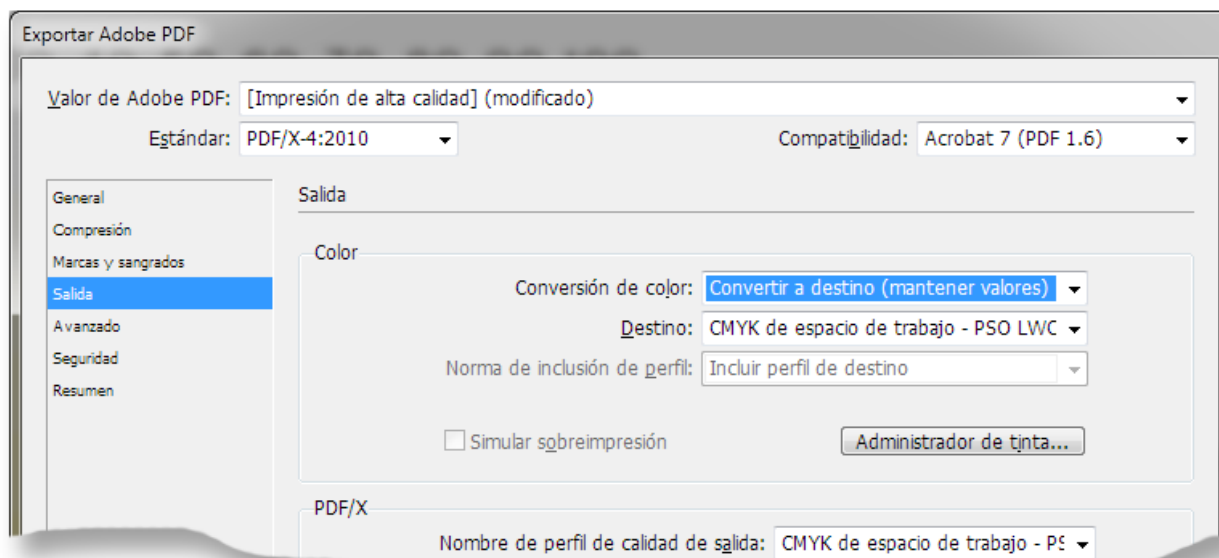 Exportar Adobe PDF
Valor de Adobe PDF: [Impresión de alta calidad] (modificado)
Estándar: PDF/X-4:2010 Compatibilidad: Acrobat 7 (PDF 1.6)
General
Compresión
Marcas y sangrados
Salida
Avanzado
Seguridad
Resumen
Salida
Color
Conversión de color: Convertir a destino (mantener valores)
Destino: CMYK de espacio de trabajo - PSO LWC
Norma de inclusión de perfil: Incluir perfil de destino
Simular sobreimpresión Administrador de tinta...
PDF/X
Nombre de perfil de calidad de salida: CMYK de espacio de trabajo - PS